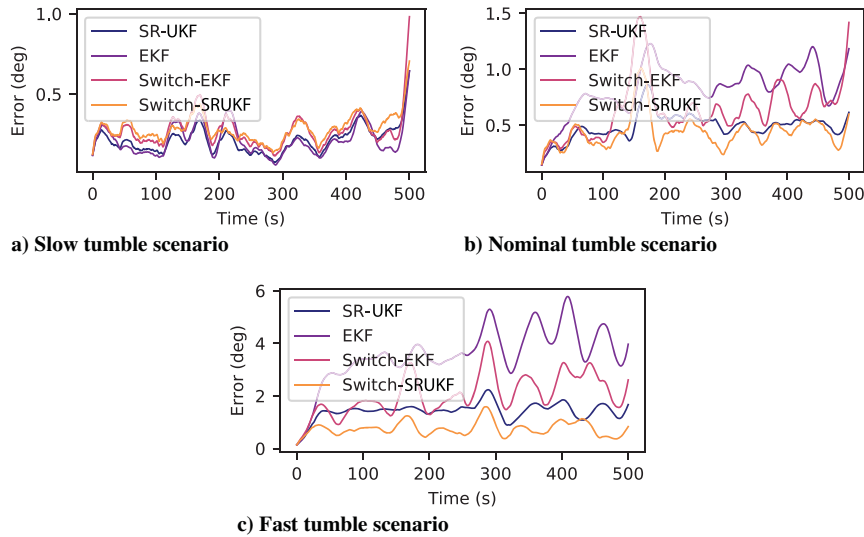 Error (deg)
1.0
0.5
SR-UKF
EKF
Switch-EKF
Switch-SRUKF
0 100 200 300 400 500
Time (s)
a) Slow tumble scenario
Error (deg)
1.5
1.0
0.5
SR-UKF
EKF
Switch-EKF
Switch-SRUKF
0 100 200 300 400 500
Time (s)
b) Nominal tumble scenario
Error (deg)
6
4
2
0
SR-UKF
EKF
Switch-EKF
Switch-SRUKF
0 100 200 300 400 500
Time (s)
c) Fast tumble scenario